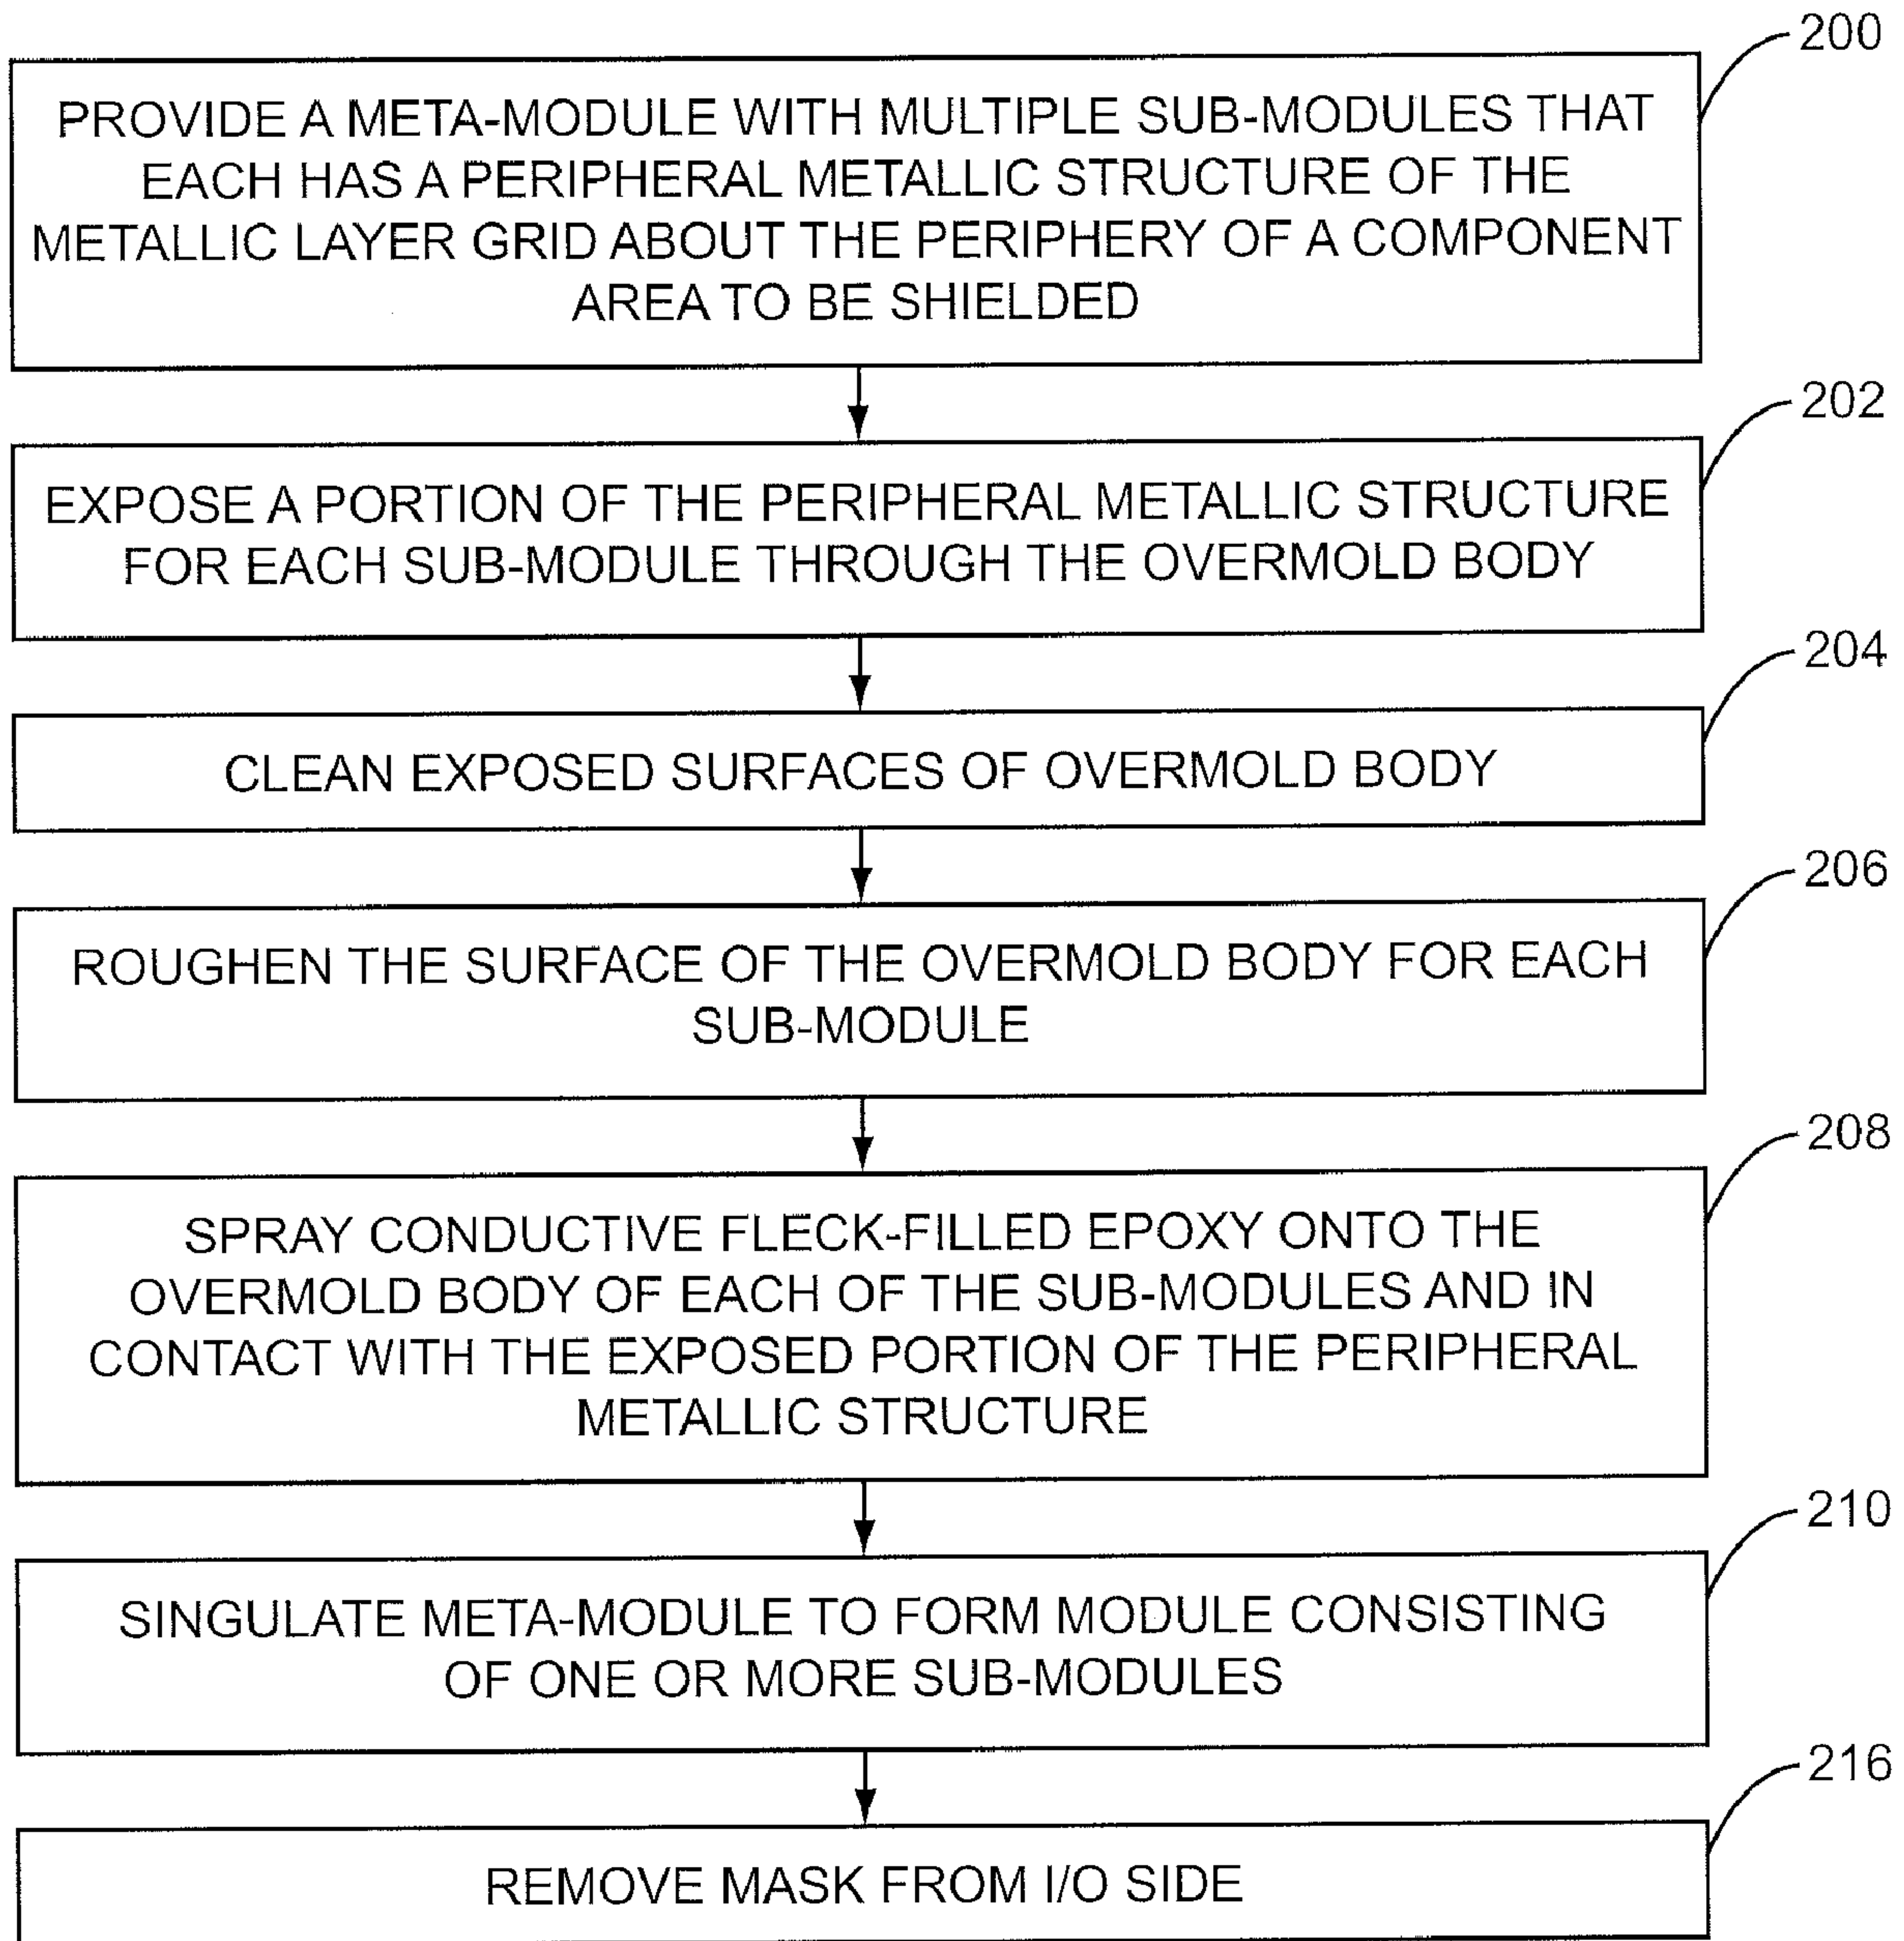 200
PROVIDE A META-MODULE WITH MULTIPLE SUB-MODULES THAT
EACH HAS A PERIPHERAL METALLIC STRUCTURE OF THE
METALLIC LAYER GRID ABOUT THE PERIPHERY OF A COMPONENT
AREA TO BE SHIELDED
202
EXPOSE A PORTION OF THE PERIPHERAL METALLIC STRUCTURE
FOR EACH SUB-MODULE THROUGH THE OVERMOLD BODY
204
CLEAN EXPOSED SURFACES OF OVERMOLD BODY
206
ROUGHEN THE SURFACE OF THE OVERMOLD BODY FOR EACH
SUB-MODULE
208
SPRAY CONDUCTIVE FLECK-FILLED EPOXY ONTO THE
OVERMOLD BODY OF EACH OF THE SUB-MODULES AND IN
CONTACT WITH THE EXPOSED PORTION OF THE PERIPHERAL
METALLIC STRUCTURE
210
SINGULATE META-MODULE TO FORM MODULE CONSISTING
OF ONE OR MORE SUB-MODULES
216
REMOVE MASK FROM I/O SIDE